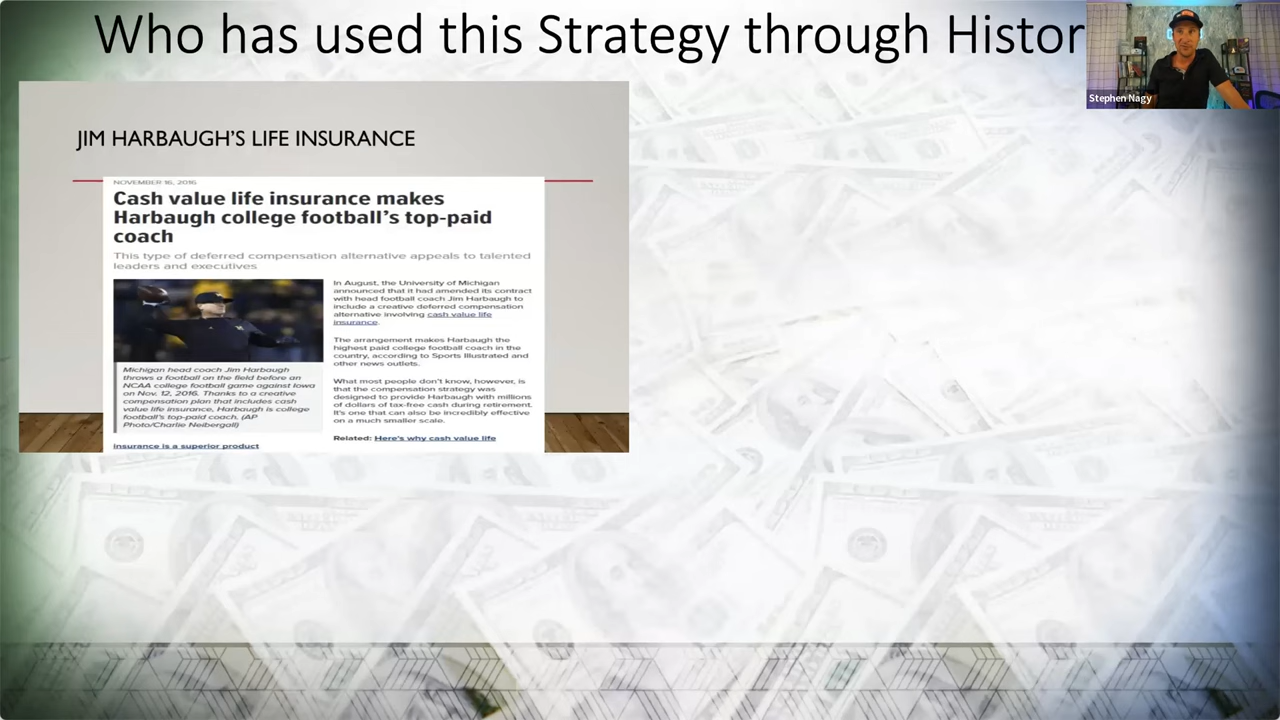 Who has used this Strategy through Histor
Stephen Nagy
JIM HARBAUGH'S LIFE INSURANCE
NOVEMBER 16, 2016
Cash value life insurance makes
Harbaugh college football's top-paid
coach
This type of deferred compensation alternative appeals to talented
leaders and executives
In August, the University of Michigan
announced that it had amended its contract
with head football coach Jim Harbaugh to
include a creative deferred compensation
alternative involving cash value life
insurance.
The arrangement makes Harbaugh the
highest paid college football coach in the
country, according to Sports Illustrated and
other news outlets.
What most people don't know, however, is
that the compensation strategy was
designed to provide Harbaugh with millions
of dollars of tax-free cash during retirement.
It's one that can also be incredibly effective
on a much smaller scale.
Related: Here's why cash value life
Michigan head coach Jim Harbaugh
throws a football on the field before an
NCAA college football game against Iowa
on Nov. 12, 2016. Thanks to a creative
compensation plan that includes cash
value life insurance, Harbaugh is college
football's top-paid coach. (AP
Photo/Charlie Neibergall)
insurance is a superior product